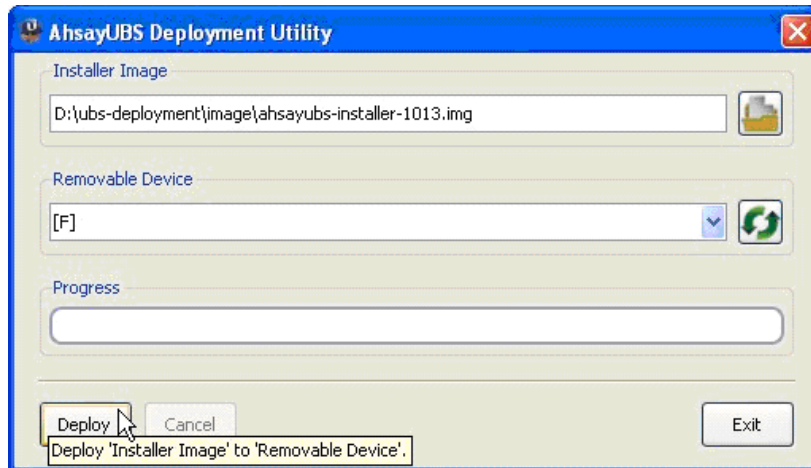 AhsayUBS Deployment Utility
Installer Image
D:\ubs-deployment\image\ahsayubs-installer-1013.img
Removable Device
[F]
Progress
Deploy Cancel Exit
Deploy 'Installer Image' to 'Removable Device'.